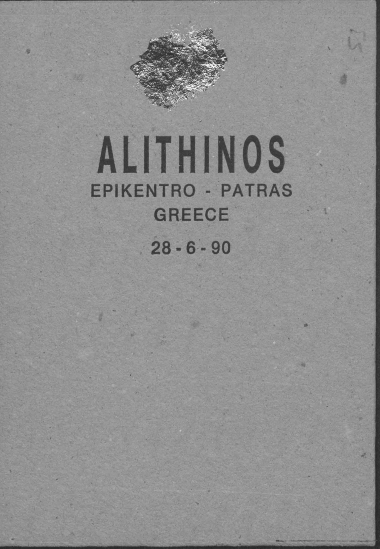 ALITHINOS
EPIKENTRO - PATRAS
GREECE
28 - 6 - 90